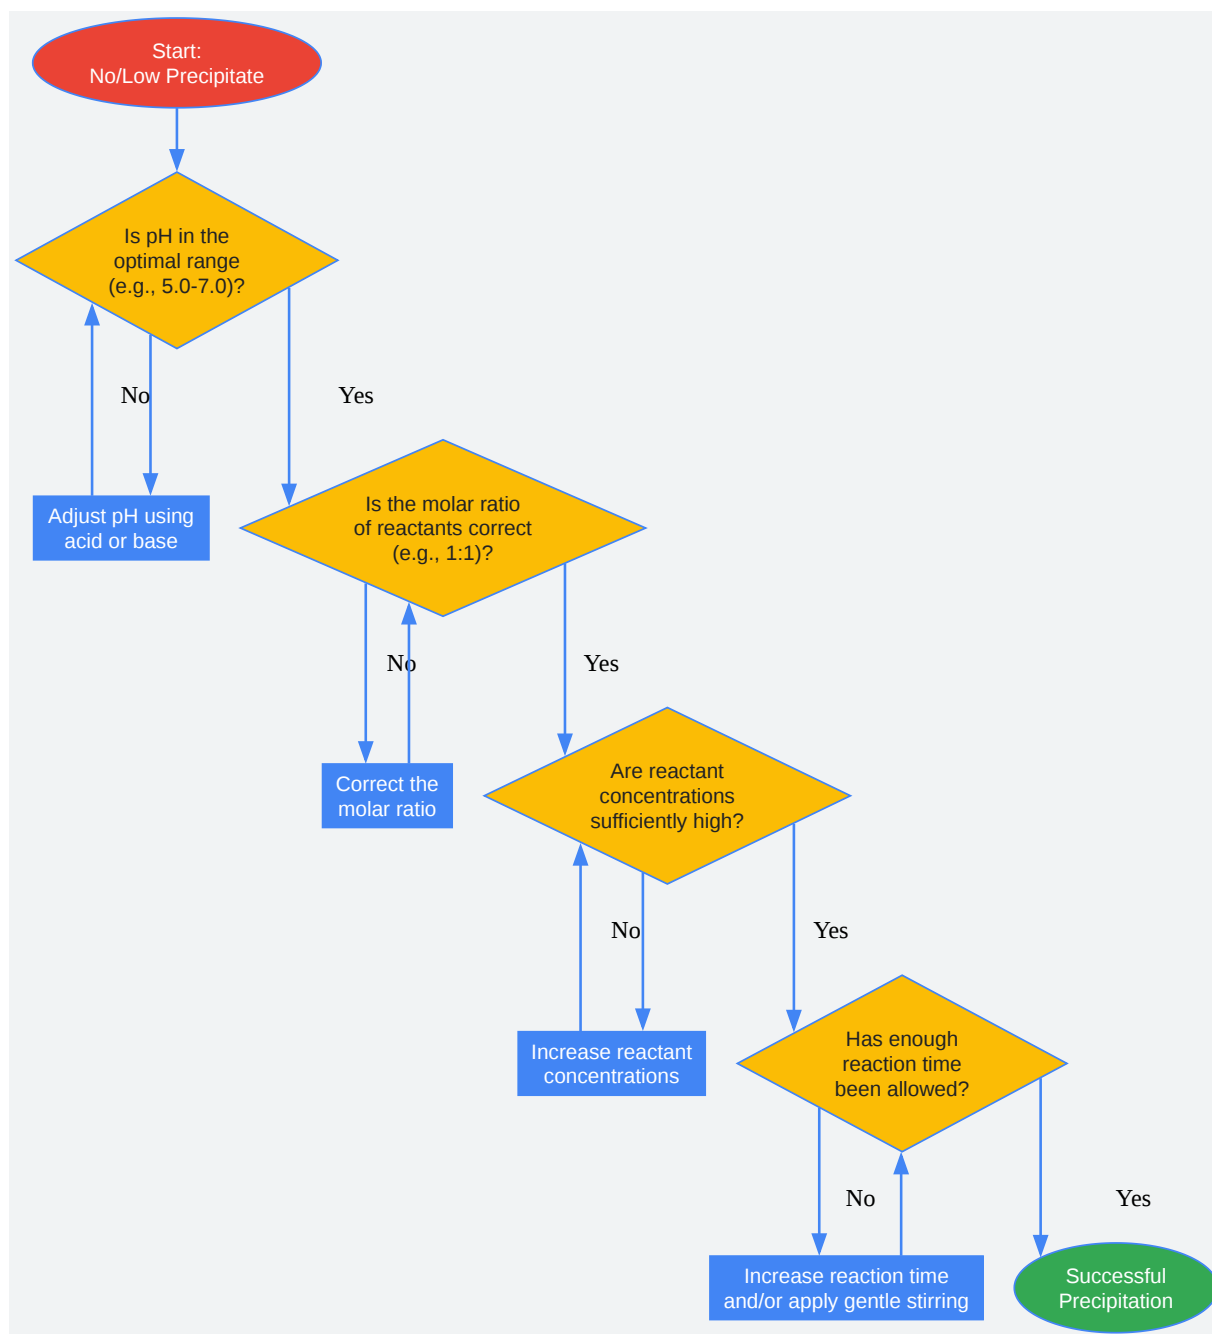 Start:
No/Low Precipitate
Is pH in the
optimal range
(e.g., 5.0-7.0)?
No
Yes
Adjust pH using
acid or base
Is the molar ratio
of reactants correct
(e.g., 1:1)?
No
Yes
Correct the
molar ratio
Are reactant
concentrations
sufficiently high?
No
Yes
Increase reactant
concentrations
Has enough
reaction time
been allowed?
No
Yes
Increase reaction time
and/or apply gentle stirring
Successful
Precipitation